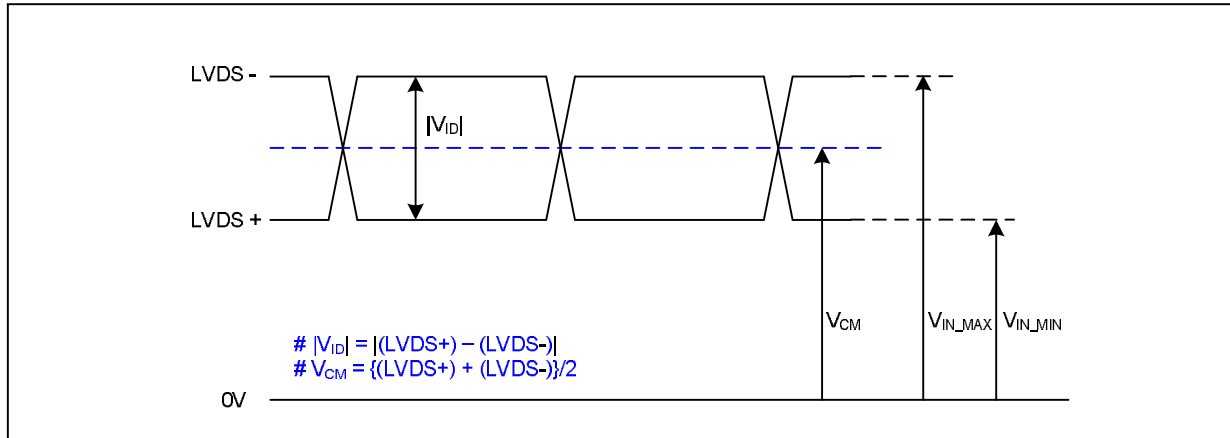 LVDS -
|VID|
LVDS +
VCM
VIN_MAX
VIN_MIN
# |VID| = |(LVDS+) – (LVDS-)|
# VCM = {(LVDS+) + (LVDS-)}/2
0V